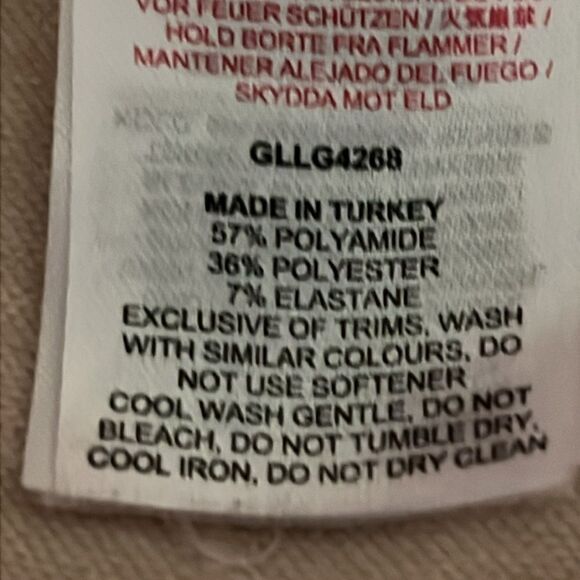 VOR FEUER SCHÜTZEN / 火気厳禁 /
HOLD BORTE FRA FLAMMER /
MANTENER ALEJADO DEL FUEGO /
SKYDDA MOT ELD
GLLG4268
MADE IN TURKEY
57% POLYAMIDE
36% POLYESTER
7% ELASTANE
EXCLUSIVE OF TRIMS. WASH
WITH SIMILAR COLOURS. DO
NOT USE SOFTENER
COOL WASH GENTLE, DO NOT
BLEACH, DO NOT TUMBLE DRY,
COOL IRON, DO NOT DRY CLEAN